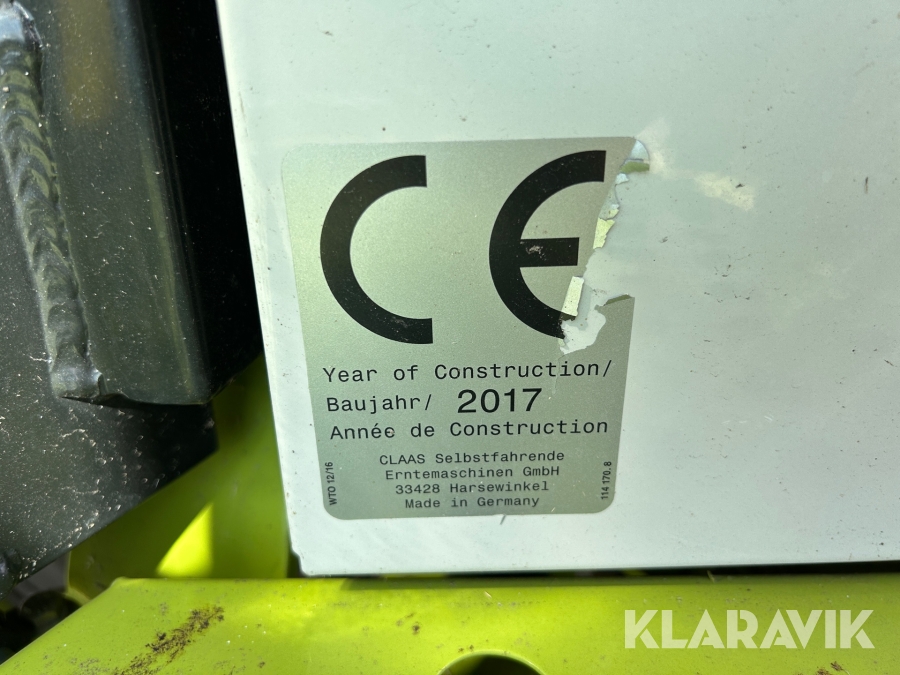 CE
Year of Construction/
Baujahr/ 2017
Année de Construction
CLAAS Selbstfahrende
Erntemaschinen GmbH
33428 Harsewinkel
Made in Germany
WTO 12/16
114 170.8
KLARAVIK